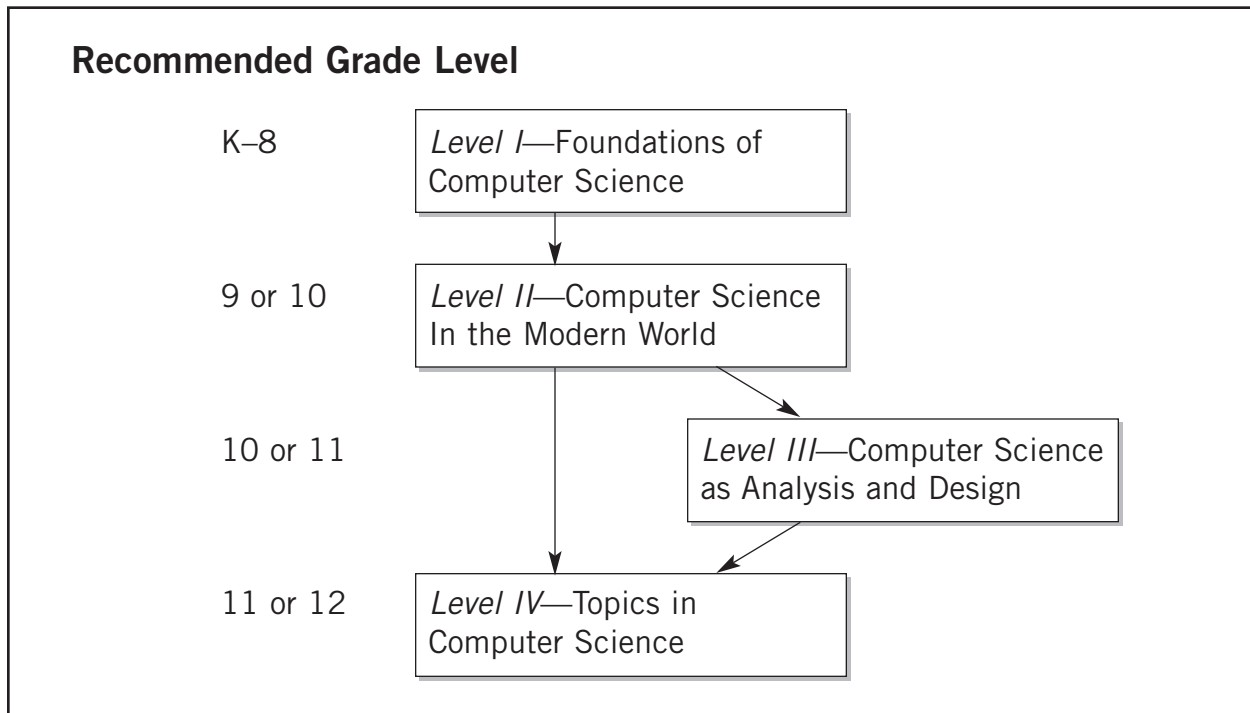 Recommended Grade Level
K–8
Level I—Foundations of
Computer Science
9 or 10
Level II—Computer Science
In the Modern World
10 or 11
Level III—Computer Science
as Analysis and Design
11 or 12
Level IV—Topics in
Computer Science